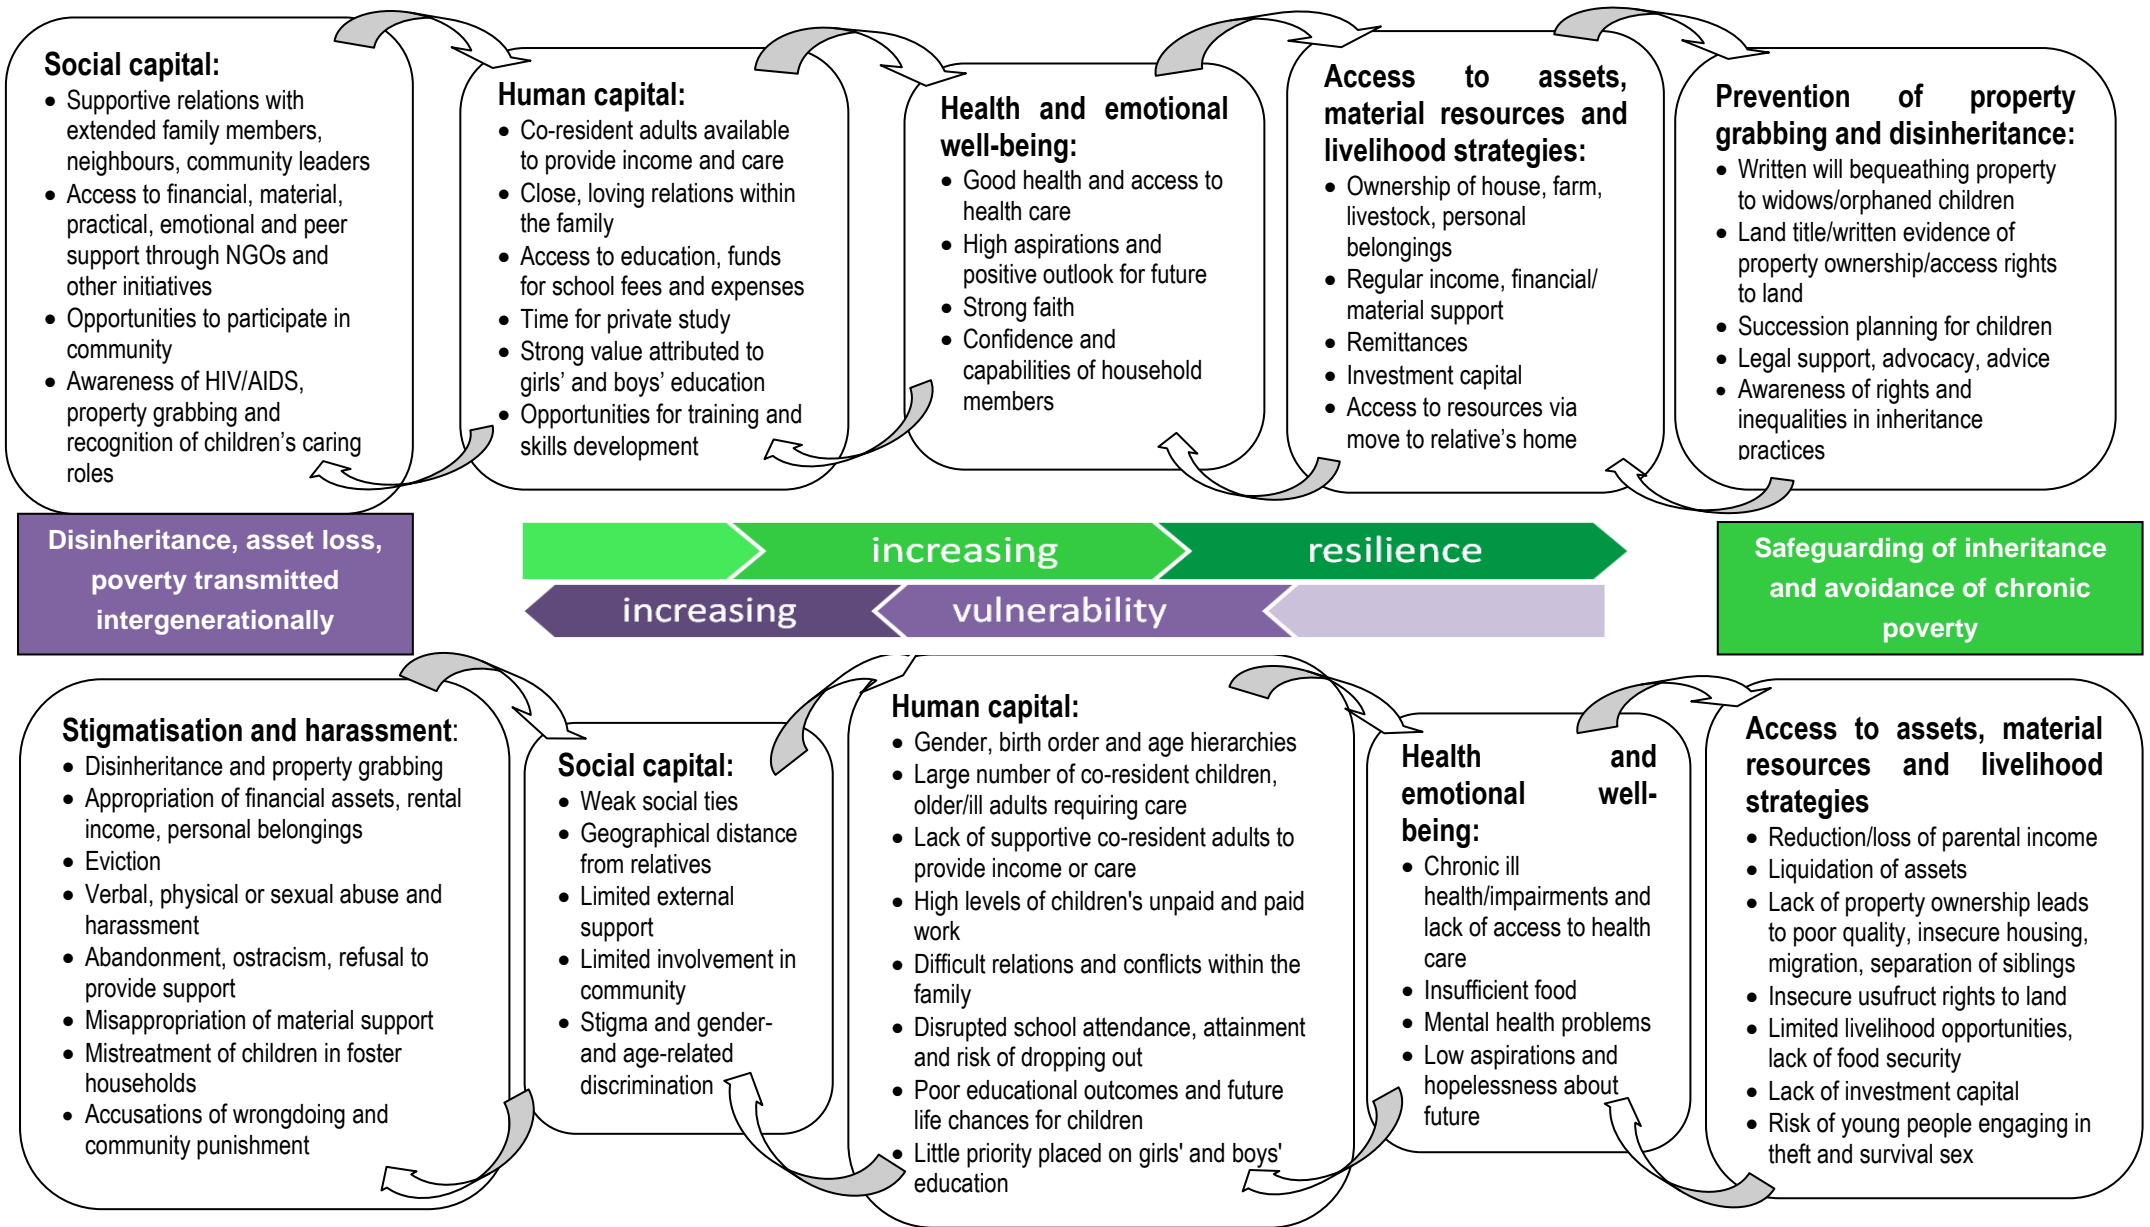 Social capital:
• Supportive relations with
extended family members,
neighbours, community leaders
• Access to financial, material,
practical, emotional and peer
support through NGOs and
other initiatives
• Opportunities to participate in
community
• Awareness of HIV/AIDS,
property grabbing and
recognition of children’s caring
roles
Human capital:
• Co-resident adults available
to provide income and care
• Close, loving relations within
the family
• Access to education, funds
for school fees and expenses
• Time for private study
• Strong value attributed to
girls’ and boys’ education
• Opportunities for training and
skills development
Health and emotional
well-being:
• Good health and access to
health care
• High aspirations and
positive outlook for future
• Strong faith
• Confidence and
capabilities of household
members
Access to assets,
material resources and
livelihood strategies:
• Ownership of house, farm,
livestock, personal
belongings
• Regular income, financial/
material support
• Remittances
• Investment capital
• Access to resources via
move to relative’s home
Prevention of property
grabbing and disinheritance:
• Written will bequeathing property
to widows/orphaned children
• Land title/written evidence of
property ownership/access rights
to land
• Succession planning for children
• Legal support, advocacy, advice
• Awareness of rights and
inequalities in inheritance
practices
Disinheritance, asset loss,
poverty transmitted
intergenerationally
increasing resilience
increasing vulnerability
Safeguarding of inheritance
and avoidance of chronic
poverty
Stigmatisation and harassment:
• Disinheritance and property grabbing
• Appropriation of financial assets, rental
income, personal belongings
• Eviction
• Verbal, physical or sexual abuse and
harassment
• Abandonment, ostracism, refusal to
provide support
• Misappropriation of material support
• Mistreatment of children in foster
households
• Accusations of wrongdoing and
community punishment
Social capital:
• Weak social ties
• Geographical distance
from relatives
• Limited external
support
• Limited involvement in
community
• Stigma and gender-
and age-related
discrimination
Human capital:
• Gender, birth order and age hierarchies
• Large number of co-resident children,
older/ill adults requiring care
• Lack of supportive co-resident adults to
provide income or care
• High levels of children's unpaid and paid
work
• Difficult relations and conflicts within the
family
• Disrupted school attendance, attainment
and risk of dropping out
• Poor educational outcomes and future
life chances for children
• Little priority placed on girls' and boys'
education
Health and
emotional well-
being:
• Chronic ill
health/impairments and
lack of access to health
care
• Insufficient food
• Mental health problems
• Low aspirations and
hopelessness about
future
Access to assets, material
resources and livelihood
strategies
• Reduction/loss of parental income
• Liquidation of assets
• Lack of property ownership leads
to poor quality, insecure housing,
migration, separation of siblings
• Insecure usufruct rights to land
• Limited livelihood opportunities,
lack of food security
• Lack of investment capital
• Risk of young people engaging in
theft and survival sex